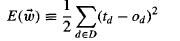 E(w⃗) ≡ 1/2 ∑_{d∈D} (t_d - o_d)^2